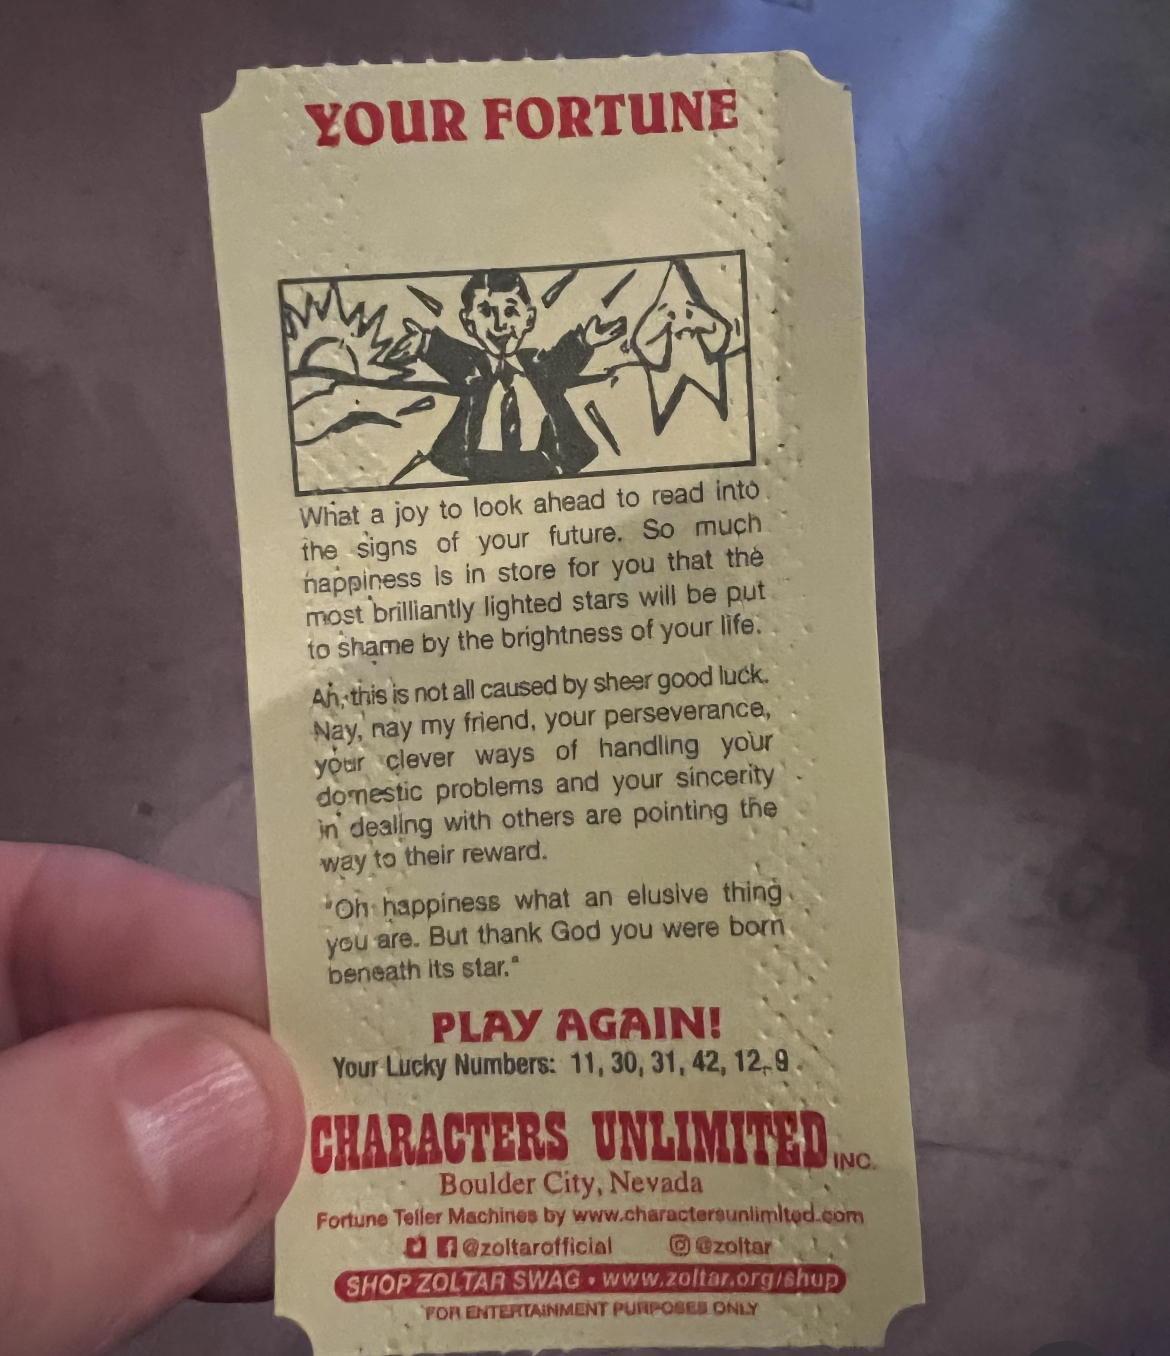 YOUR FORTUNE
What a joy to look ahead to read into
the signs of your future. So much
happiness is in store for you that the
most brilliantly lighted stars will be put
to shame by the brightness of your life.
Ah, this is not all caused by sheer good luck.
Nay, nay my friend, your perseverance,
your clever ways of handling your
domestic problems and your sincerity
in dealing with others are pointing the
way to their reward.
"Oh happiness what an elusive thing
you are. But thank God you were born
beneath its star."
PLAY AGAIN!
Your Lucky Numbers: 11, 30, 31, 42, 12, 9
CHARACTERS UNLIMITED INC.
Boulder City, Nevada
Fortune Teller Machines by www.charactersunlimited.com
@zoltarofficial @zoltar
SHOP ZOLTAR SWAG • www.zoltar.org/shop
FOR ENTERTAINMENT PURPOSES ONLY